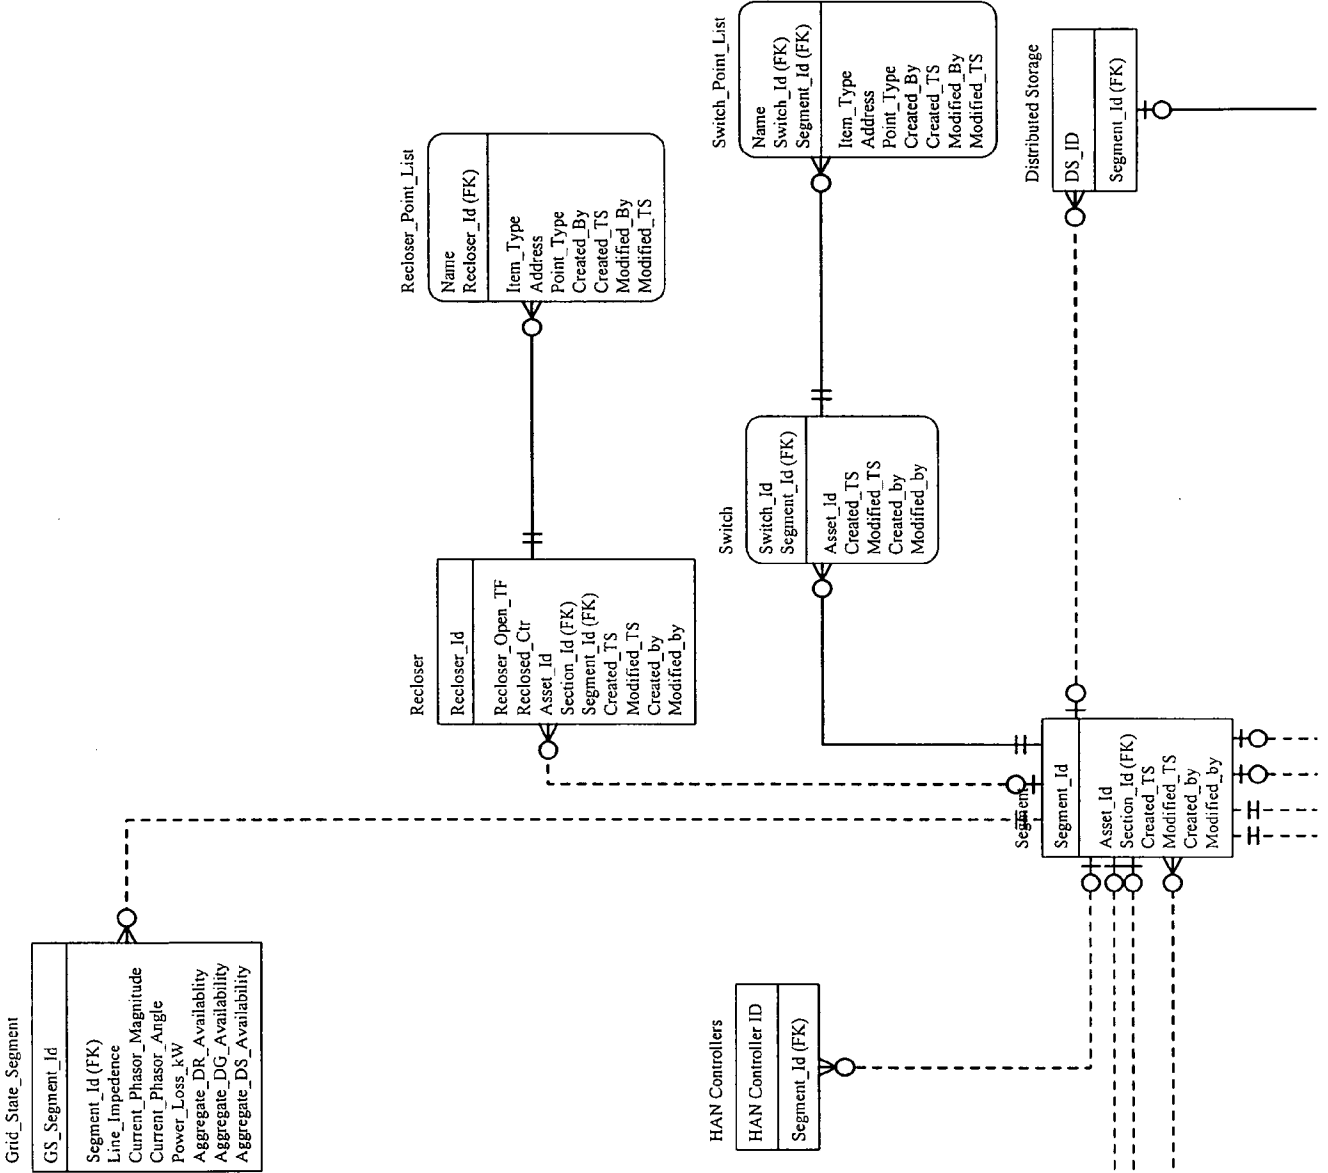 Grid_State_Segment
GS_Segment_Id
Segment_Id (FK)
Line_Impedence
Current_Phasor_Magnitude
Current_Phasor_Angle
Power_Loss_kW
Aggregate_DR_Availablity
Aggregate_DG_Availability
Aggregate_DS_Availability
Recloser
Recloser_Id
Recloser_Open_TF
Reclosed_Ctr
Asset_Id
Section_Id (FK)
Segment_Id (FK)
Created_TS
Modified_TS
Created_by
Modified_by
Recloser_Point_List
Name
Recloser_Id (FK)
Item_Type
Address
Point_Type
Created_By
Created_TS
Modified_By
Modified_TS
HAN Controllers
HAN Controller ID
Segment_Id (FK)
Switch
Switch_Id
Segment_Id (FK)
Asset_Id
Created_TS
Modified_TS
Created_by
Modified_by
Switch_Point_List
Name
Switch_Id (FK)
Segment_Id (FK)
Item_Type
Address
Point_Type
Created_By
Created_TS
Modified_By
Modified_TS
Segment
Segment_Id
Asset_Id
Section_Id (FK)
Created_TS
Modified_TS
Created_by
Modified_by
Distributed Storage
DS_ID
Segment_Id (FK)